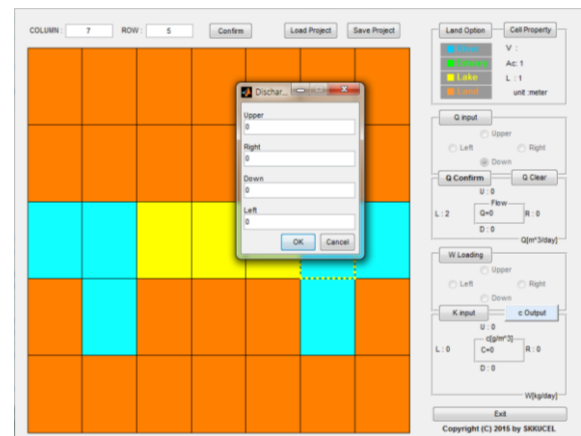 COLUMN : 7 ROW : 5 Confirm Load Project Save Project
Land Option Cell Property
River V :
Forest Ac: 1
Lake L : 1
Land unit :meter
Dischar...
Upper
0
Right
0
Down
0
Left
0
OK Cancel
Q input
Upper
Left Right
Down
Q Confirm Q Clear
U : 0
Flow
L : 2 Q=0 R : 0
D : 0
Q[m^3/day]
W Loading
Upper
Left Right
Down
K input c Output
U : 0
c[g/m^3]
L : 0 C=0 R : 0
D : 0
W[kg/day]
Exit
Copyright (C) 2015 by SKKUCEL